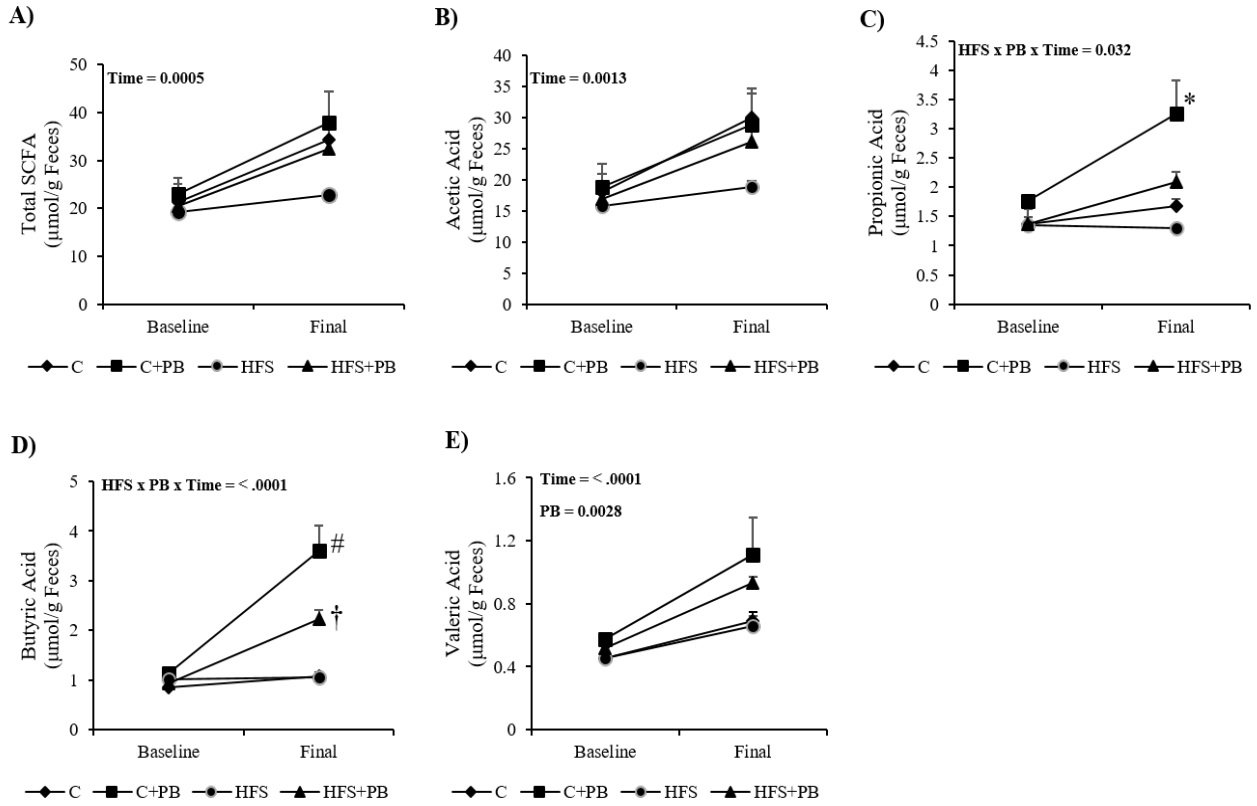 A)
Time = 0.0005
Total SCFA
(µmol/g Feces)
50
40
30
20
10
0
Baseline
Final
C
C+PB
HFS
HFS+PB
B)
Time = 0.0013
Acetic Acid
(µmol/g Feces)
40
35
30
25
20
15
10
5
0
Baseline
Final
C
C+PB
HFS
HFS+PB
C)
HFS x PB x Time = 0.032
Propionic Acid
(µmol/g Feces)
4.5
4
3.5
3
2.5
2
1.5
1
0.5
0
*
Baseline
Final
C
C+PB
HFS
HFS+PB
D)
HFS x PB x Time = < .0001
Butyric Acid
(µmol/g Feces)
5
4
3
2
1
0
#
†
Baseline
Final
C
C+PB
HFS
HFS+PB
E)
Time = < .0001
PB = 0.0028
Valeric Acid
(µmol/g Feces)
1.6
1.2
0.8
0.4
0
Baseline
Final
C
C+PB
HFS
HFS+PB